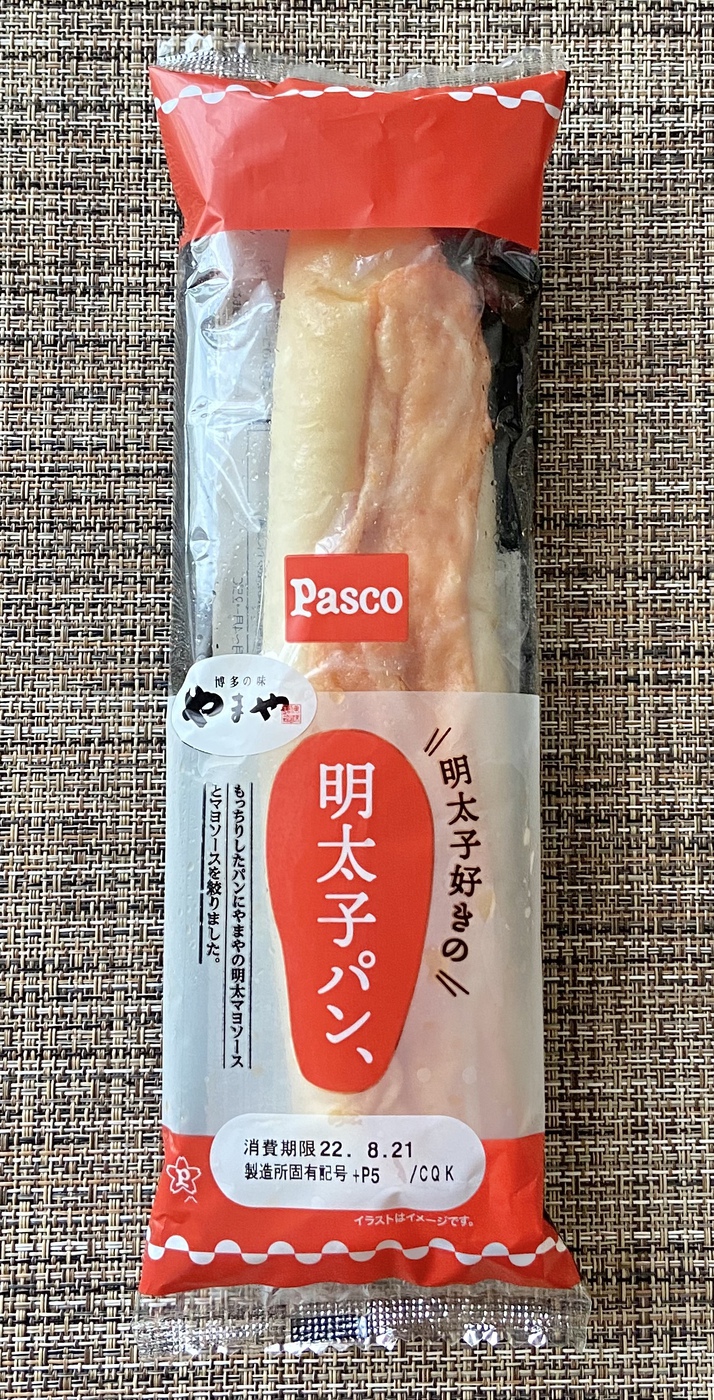 Pasco
博多の味
やまや
明太子好きの
明太子パン、
もっちりしたパンにやまやの明太マヨソース
とマヨソースを絞りました。
消費期限22. 8.21
製造所固有記号+P5 /CQK
P
イラストはイメージです。